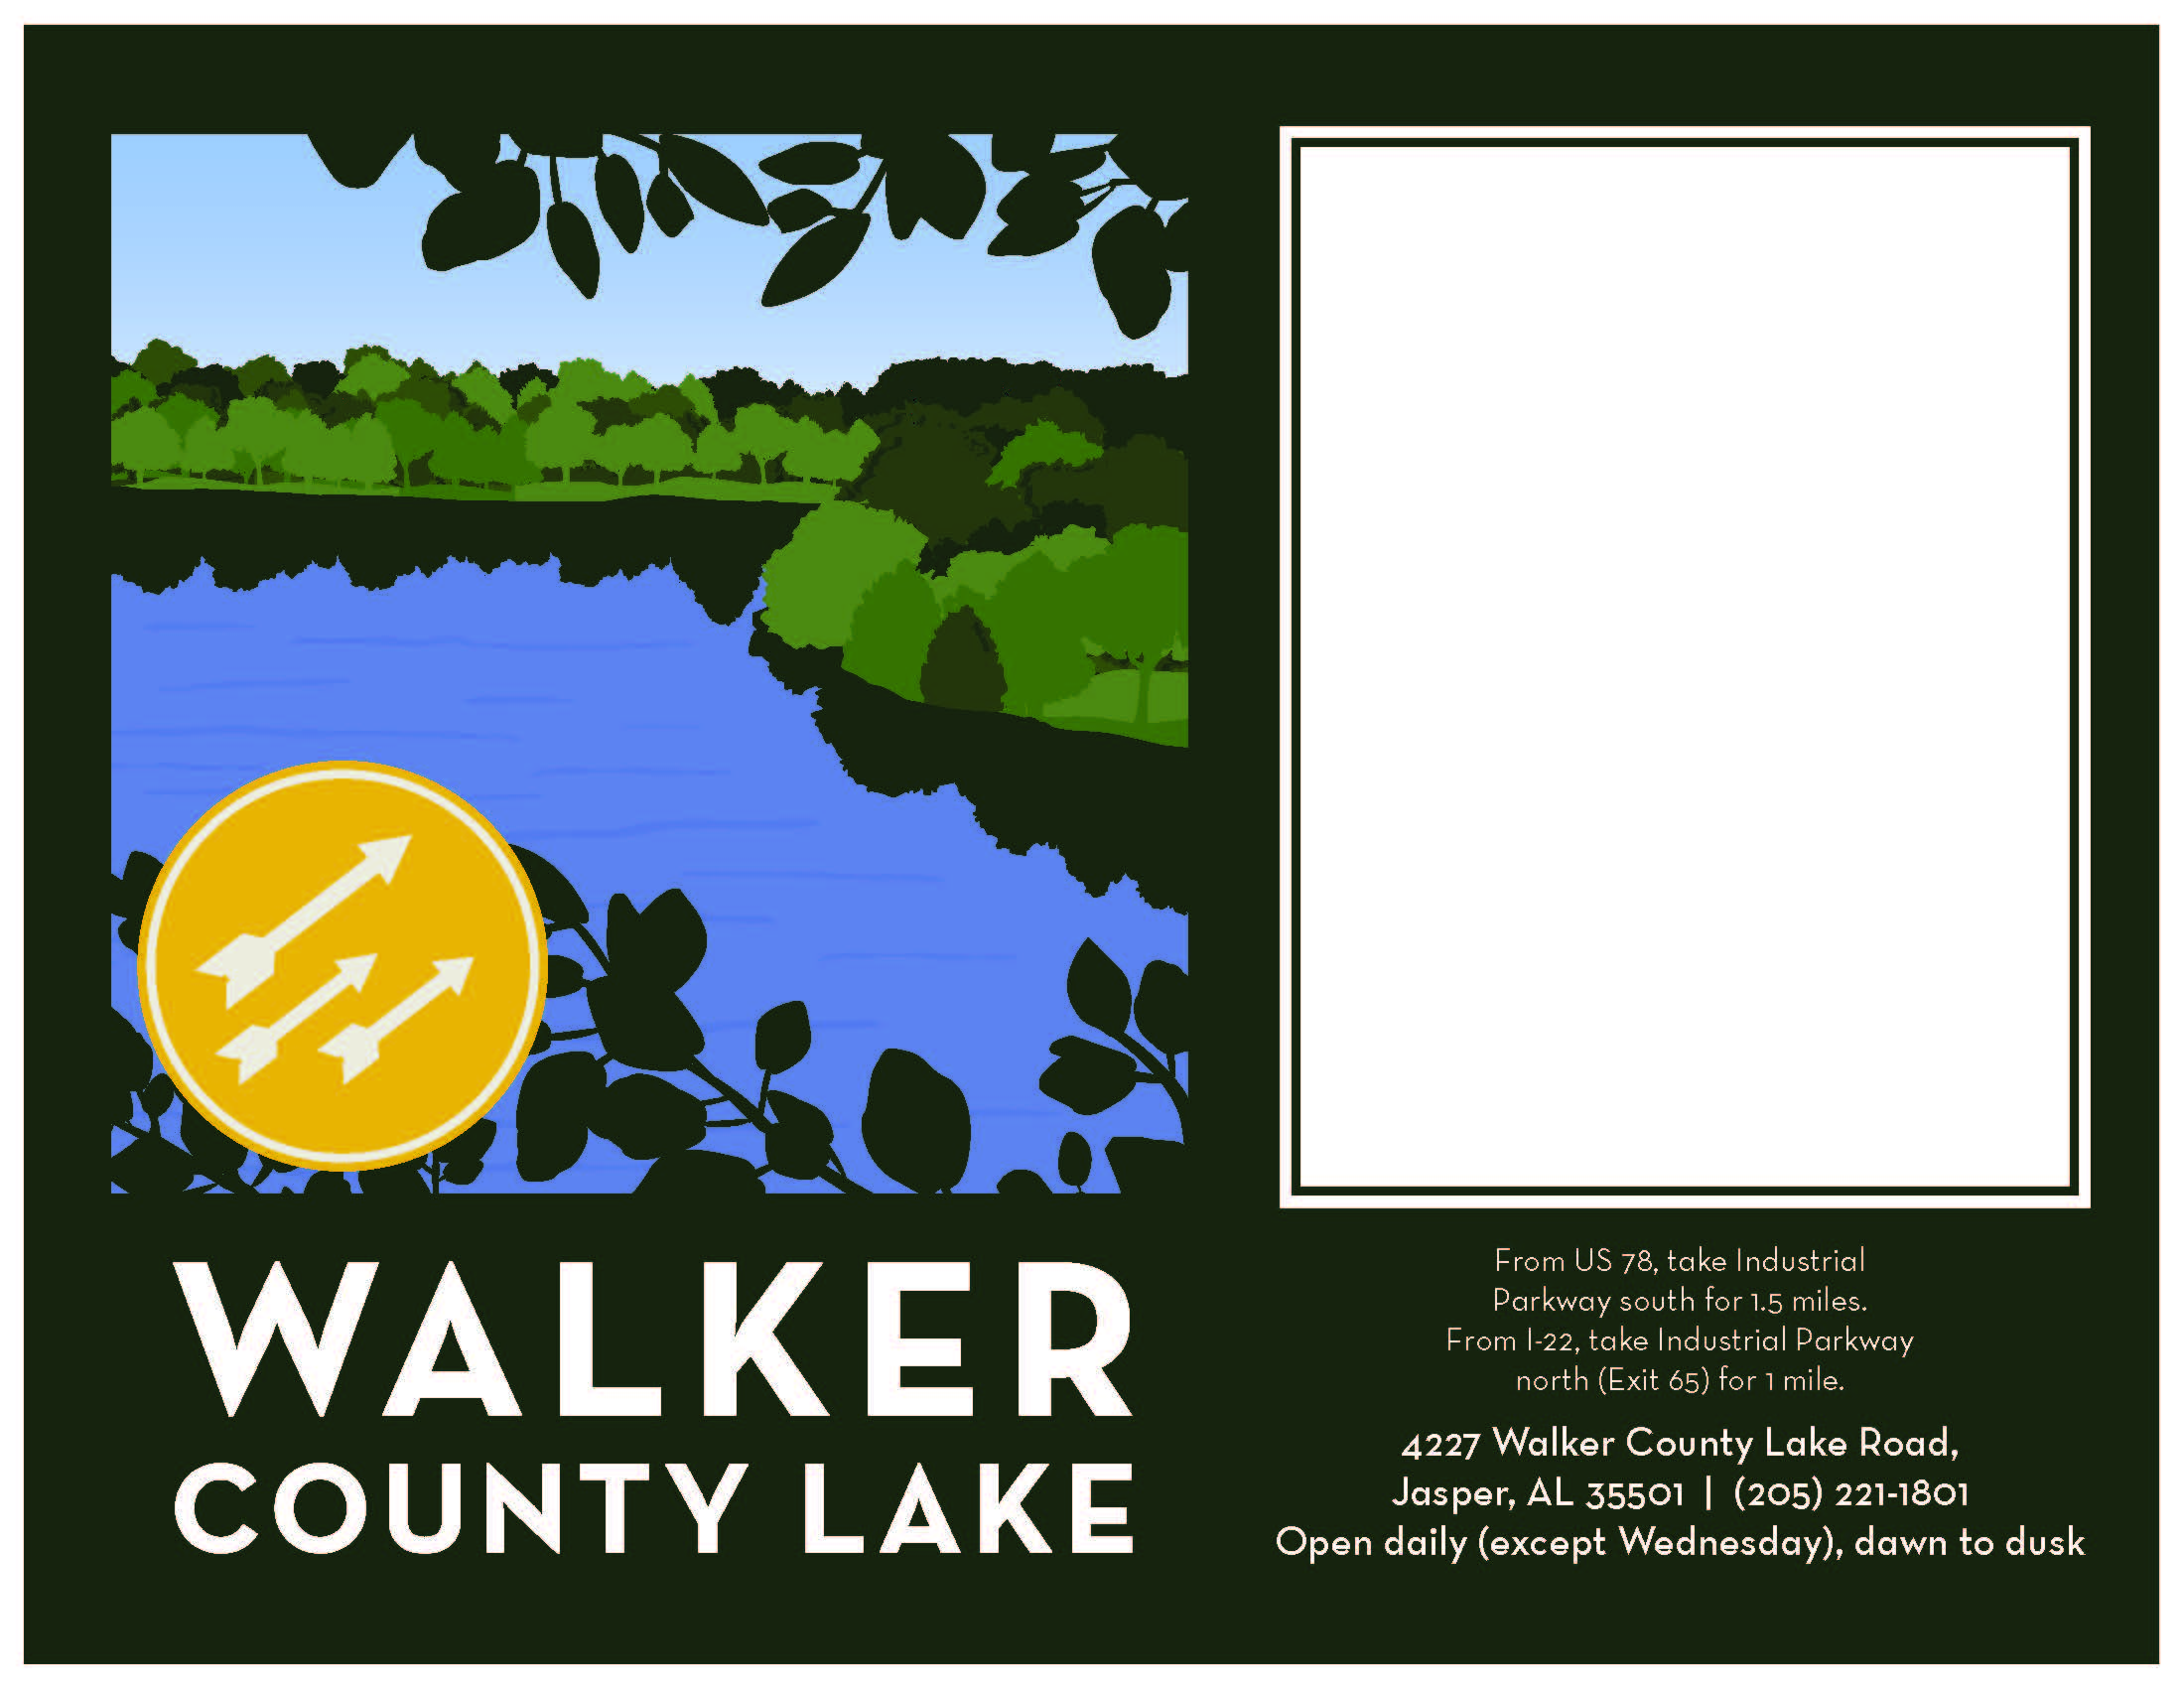 WALKER
COUNTY LAKE
From US 78, take Industrial
Parkway south for 1.5 miles.
From I-22, take Industrial Parkway
north (Exit 65) for 1 mile.
4227 Walker County Lake Road,
Jasper, AL 35501 | (205) 221-1801
Open daily (except Wednesday), dawn to dusk